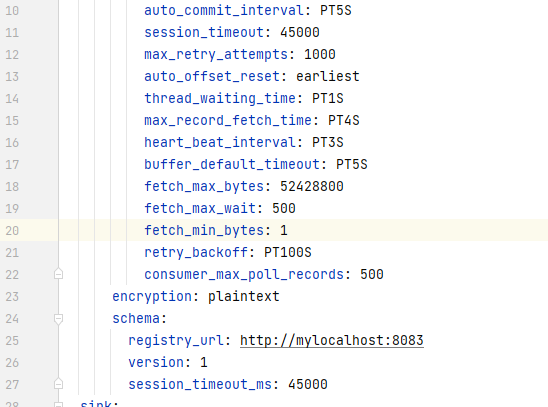 10 auto_commit_interval: PT5S
11 session_timeout: 45000
12 max_retry_attempts: 1000
13 auto_offset_reset: earliest
14 thread_waiting_time: PT1S
15 max_record_fetch_time: PT4S
16 heart_beat_interval: PT3S
17 buffer_default_timeout: PT5S
18 fetch_max_bytes: 52428800
19 fetch_max_wait: 500
20 fetch_min_bytes: 1
21 retry_backoff: PT100S
22 consumer_max_poll_records: 500
23 encryption: plaintext
24 schema:
25 registry_url: http://mylocalhost:8083
26 version: 1
27 session_timeout_ms: 45000
28 sink: